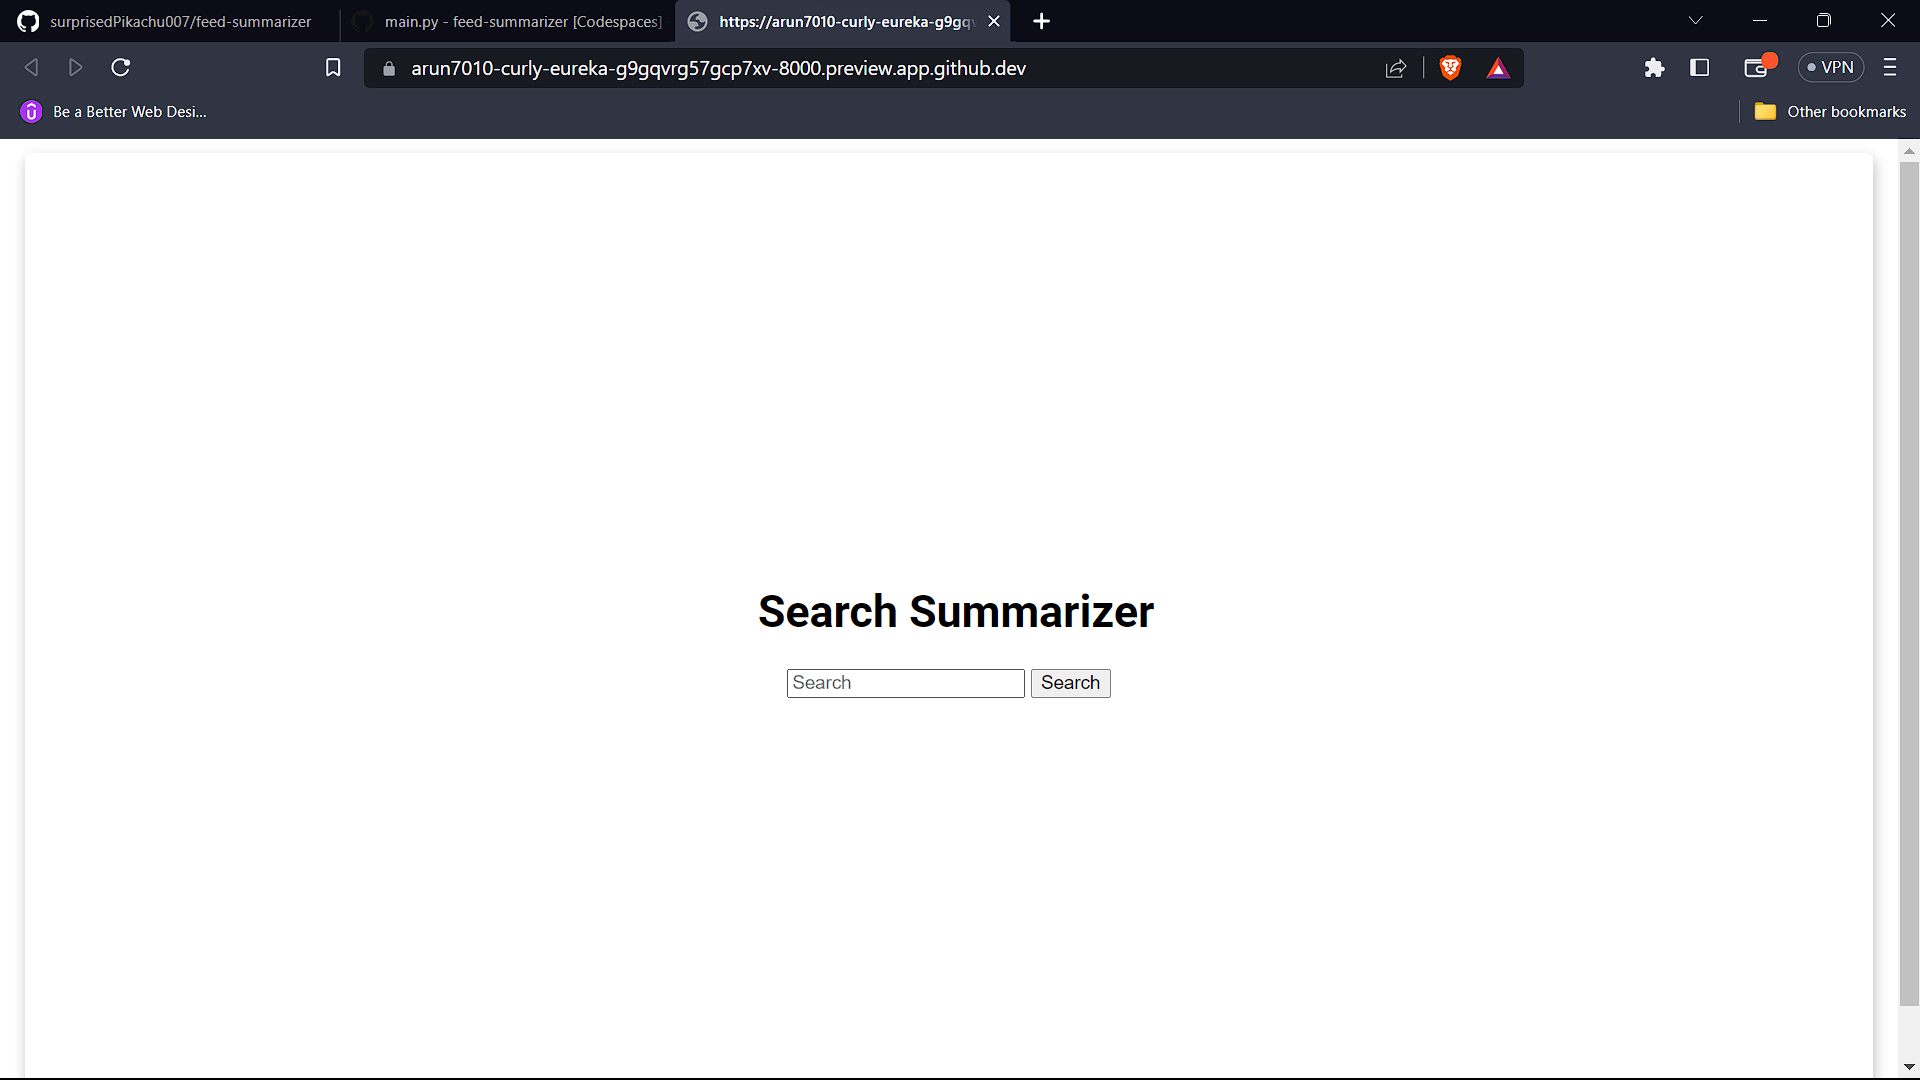 surprisedPikachu007/feed-summarizer
main.py - feed-summarizer [Codespaces]
https://arun7010-curly-eureka-g9gqv
arun7010-curly-eureka-g9gqvrg57gcp7xv-8000.preview.app.github.dev
VPN
Be a Better Web Desi...
Other bookmarks
Search Summarizer
Search
Search